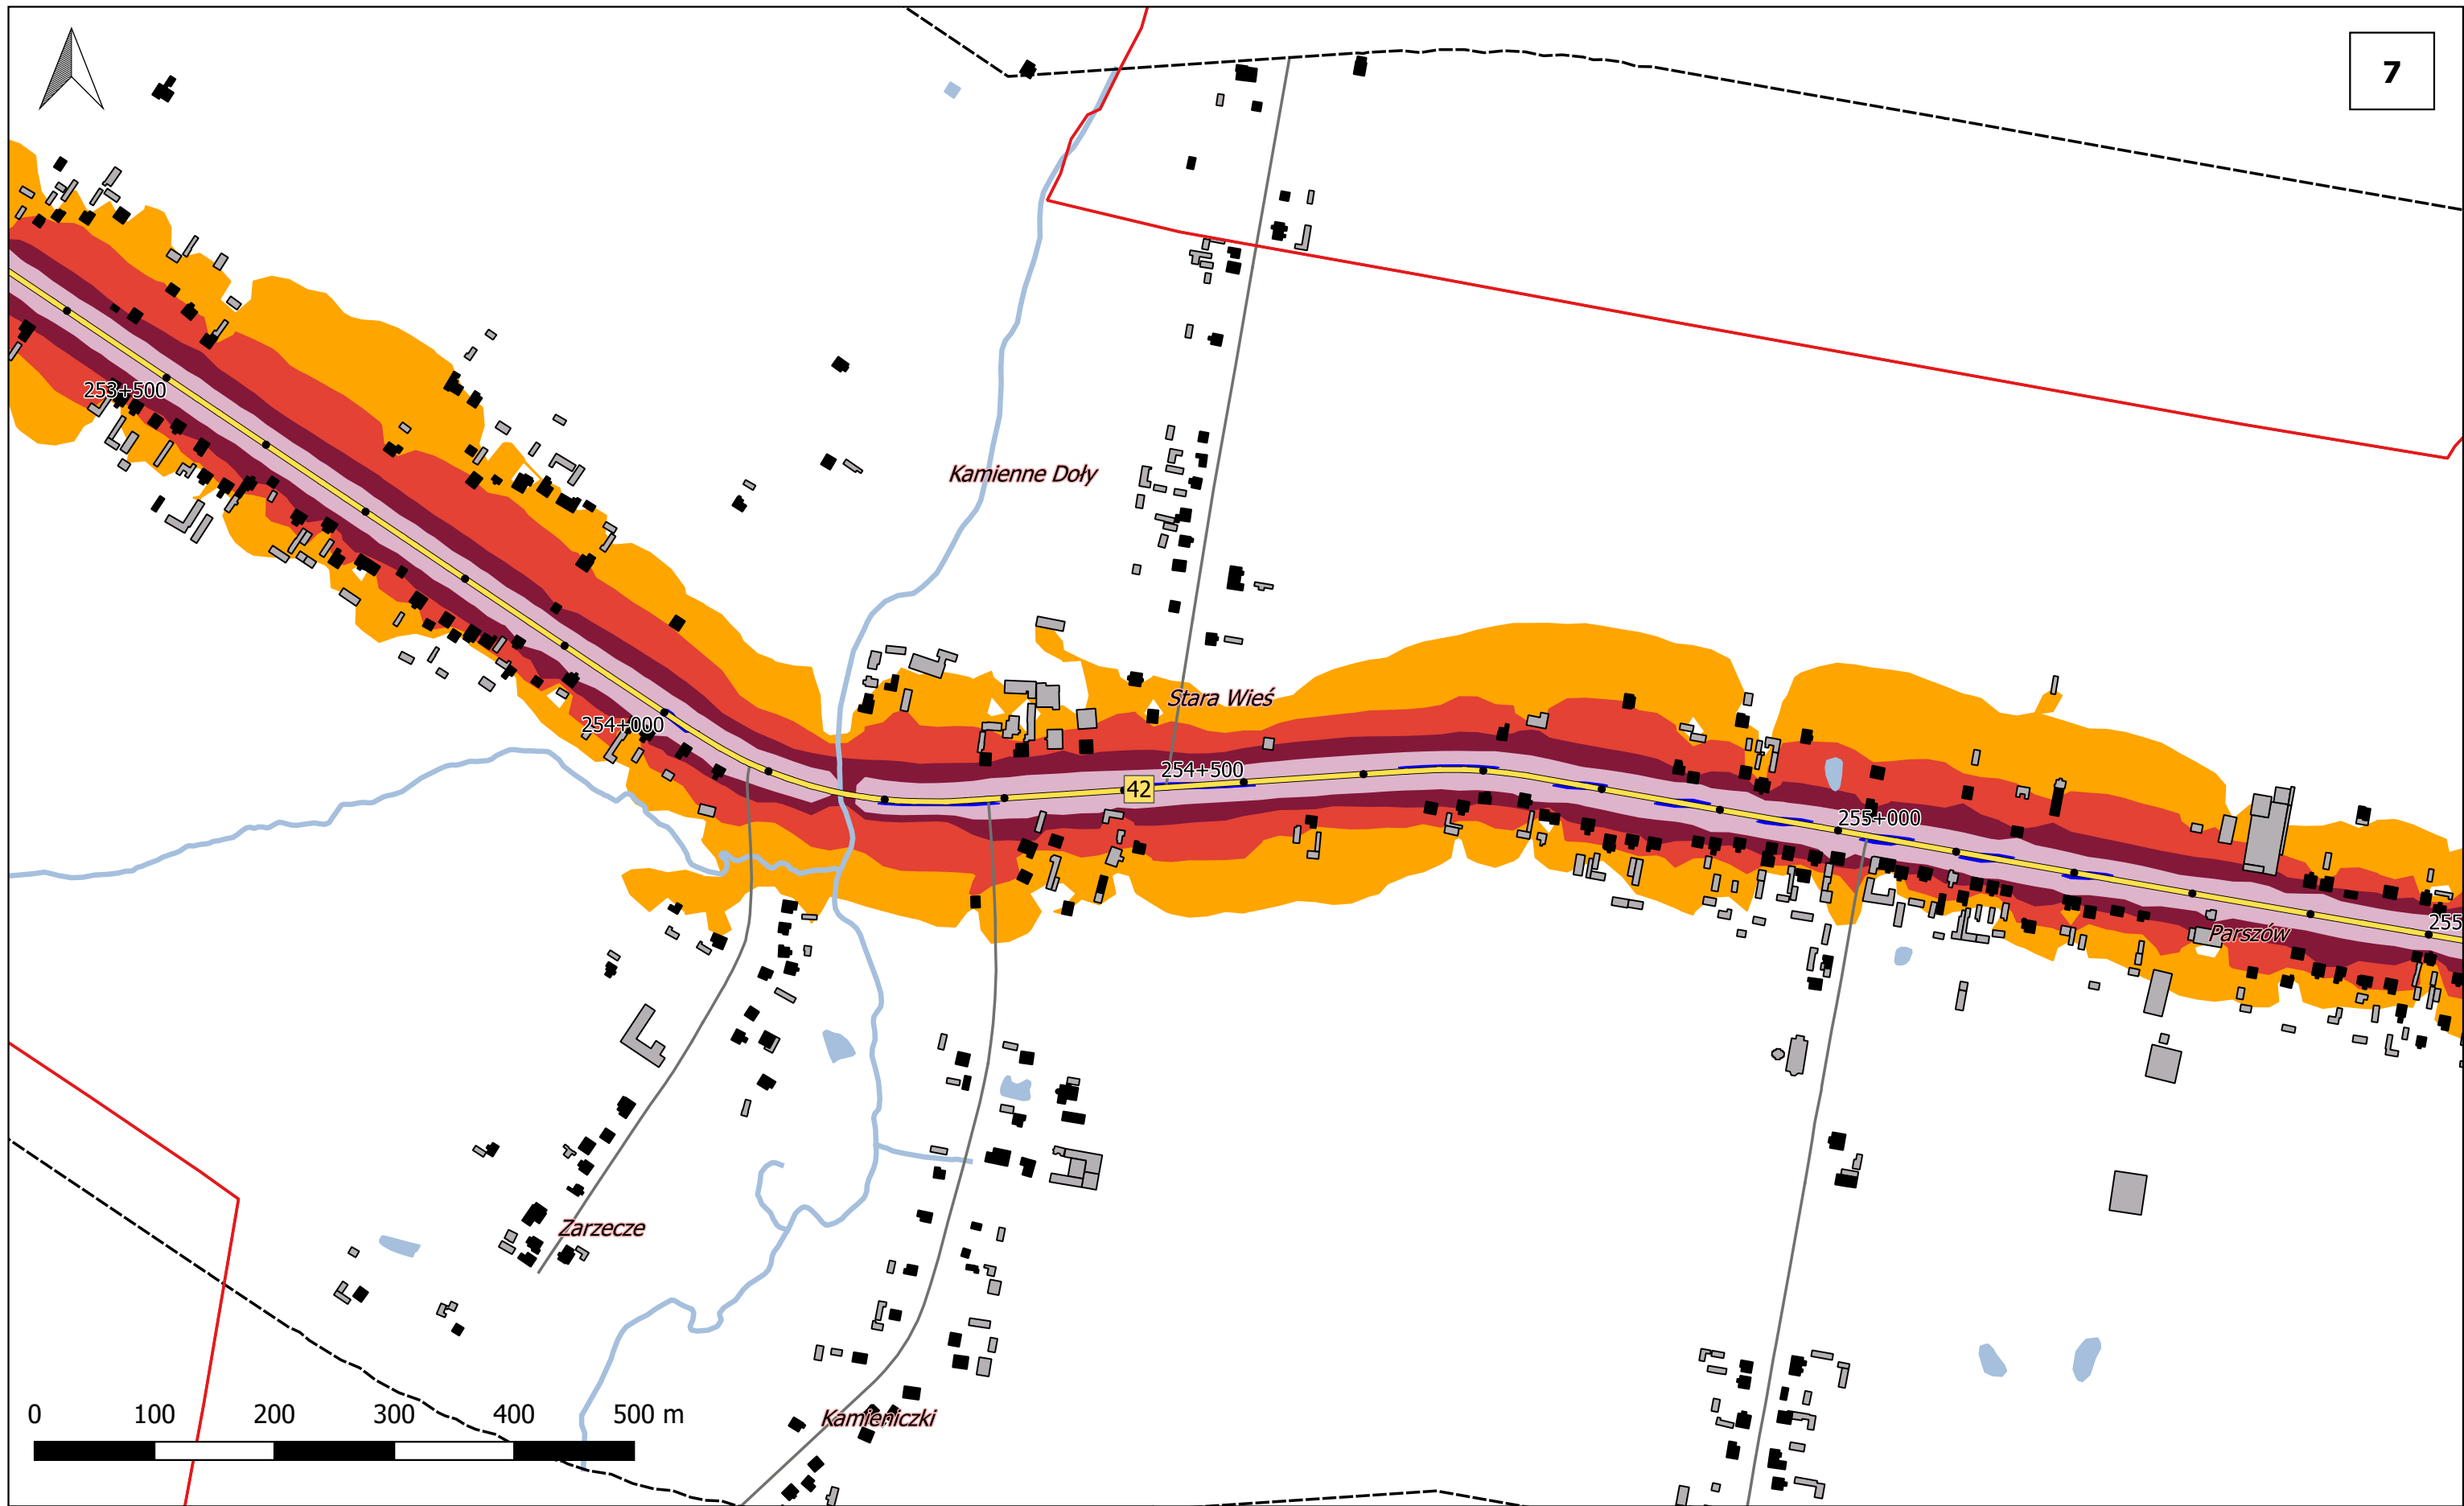 7
253+500
Kamienne Doły
Stara Wieś
254+000
254+500
42
255+000
255
Parszów
Zarzecze
0 100 200 300 400 500 m
Kamieniczki